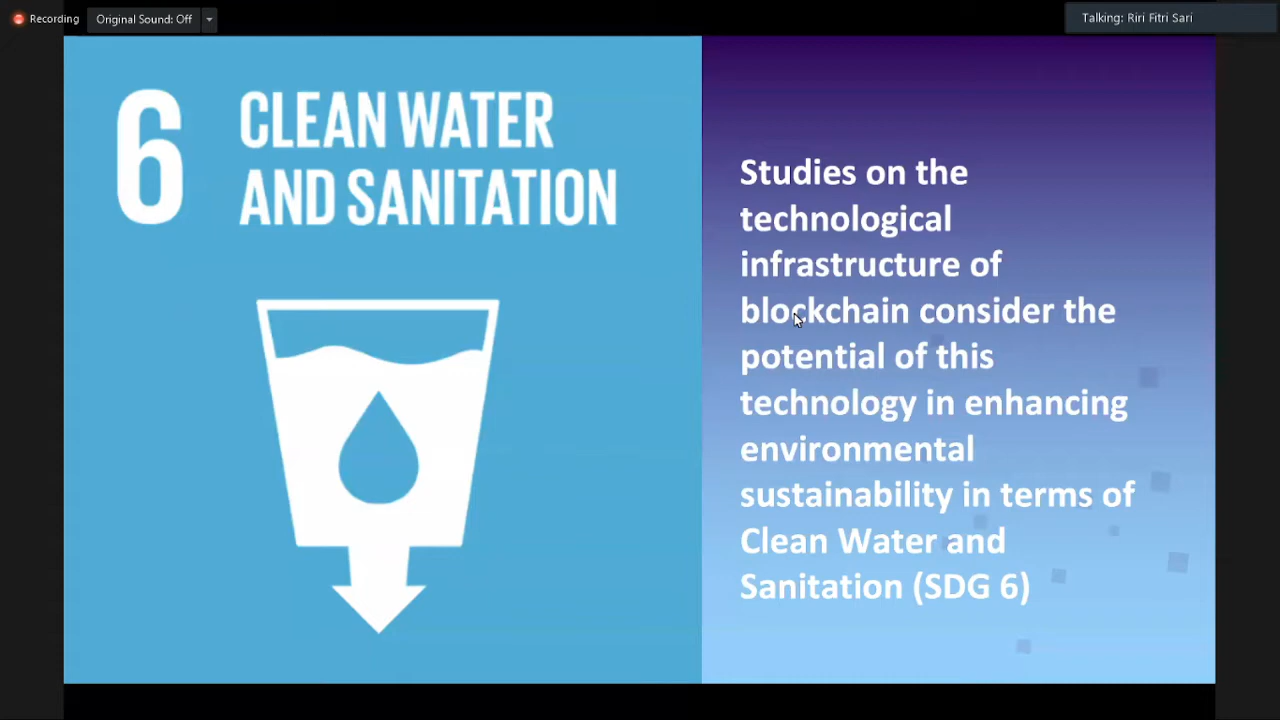 Recording
Original Sound: Off
Talking: Riri Fitri Sari
6
CLEAN WATER
AND SANITATION
Studies on the
technological
infrastructure of
blockchain consider the
potential of this
technology in enhancing
environmental
sustainability in terms of
Clean Water and
Sanitation (SDG 6)